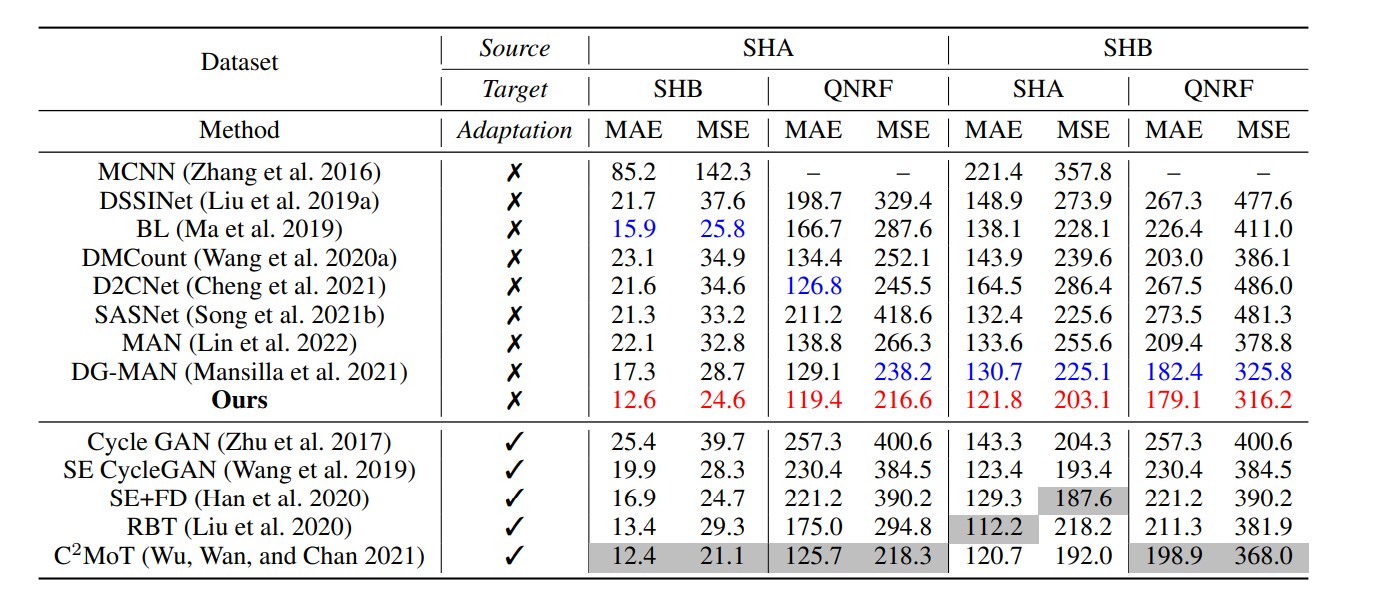 Dataset Source SHA SHB
Target SHB QNRF SHA QNRF
Method Adaptation MAE MSE MAE MSE MAE MSE MAE MSE
MCNN (Zhang et al. 2016) ✗ 85.2 142.3 – – 221.4 357.8 – –
DSSINet (Liu et al. 2019a) ✗ 21.7 37.6 198.7 329.4 148.9 273.9 267.3 477.6
BL (Ma et al. 2019) ✗ 15.9 25.8 166.7 287.6 138.1 228.1 226.4 411.0
DMCount (Wang et al. 2020a) ✗ 23.1 34.9 134.4 252.1 143.9 239.6 203.0 386.1
D2CNet (Cheng et al. 2021) ✗ 21.6 34.6 126.8 245.5 164.5 286.4 267.5 486.0
SASNet (Song et al. 2021b) ✗ 21.3 33.2 211.2 418.6 132.4 225.6 273.5 481.3
MAN (Lin et al. 2022) ✗ 22.1 32.8 138.8 266.3 133.6 255.6 209.4 378.8
DG-MAN (Mansilla et al. 2021) ✗ 17.3 28.7 129.1 238.2 130.7 225.1 182.4 325.8
Ours ✗ 12.6 24.6 119.4 216.6 121.8 203.1 179.1 316.2
Cycle GAN (Zhu et al. 2017) ✓ 25.4 39.7 257.3 400.6 143.3 204.3 257.3 400.6
SE CycleGAN (Wang et al. 2019) ✓ 19.9 28.3 230.4 384.5 123.4 193.4 230.4 384.5
SE+FD (Han et al. 2020) ✓ 16.9 24.7 221.2 390.2 129.3 187.6 221.2 390.2
RBT (Liu et al. 2020) ✓ 13.4 29.3 175.0 294.8 112.2 218.2 211.3 381.9
C²MoT (Wu, Wan, and Chan 2021) ✓ 12.4 21.1 125.7 218.3 120.7 192.0 198.9 368.0